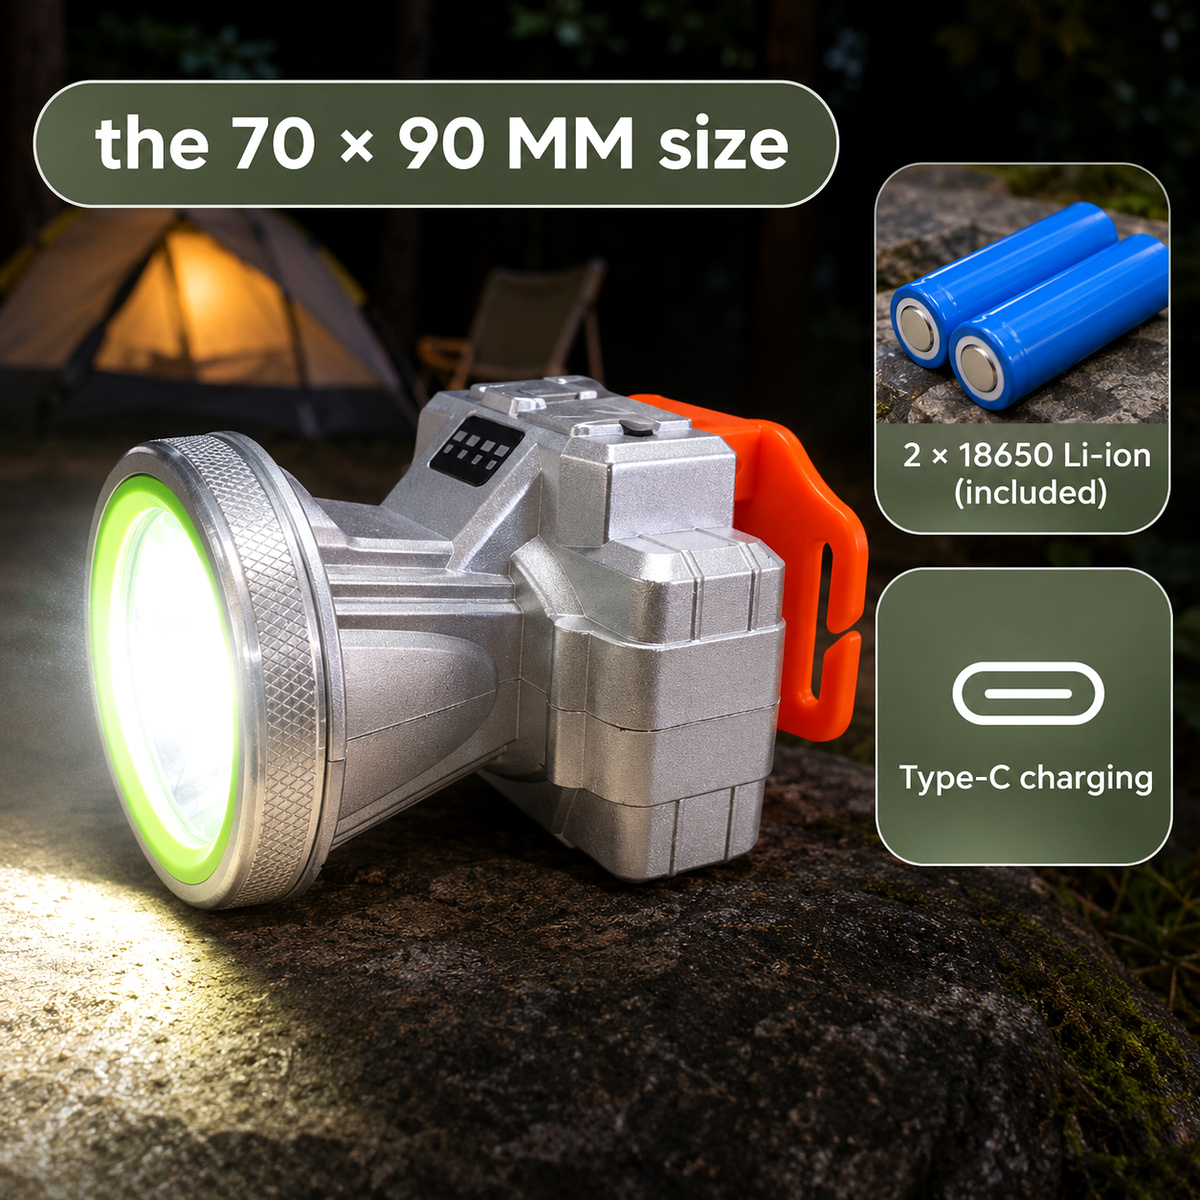 the 70 × 90 MM size
2 × 18650 Li-ion
(included)
Type-C charging